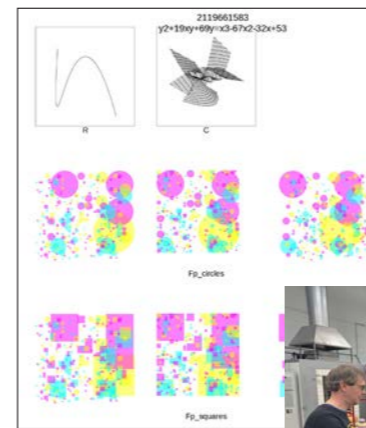 2119661583
y2+19xy+69y=x3-67x2-32x+53
R
C
Fp_circles
Fp_squares